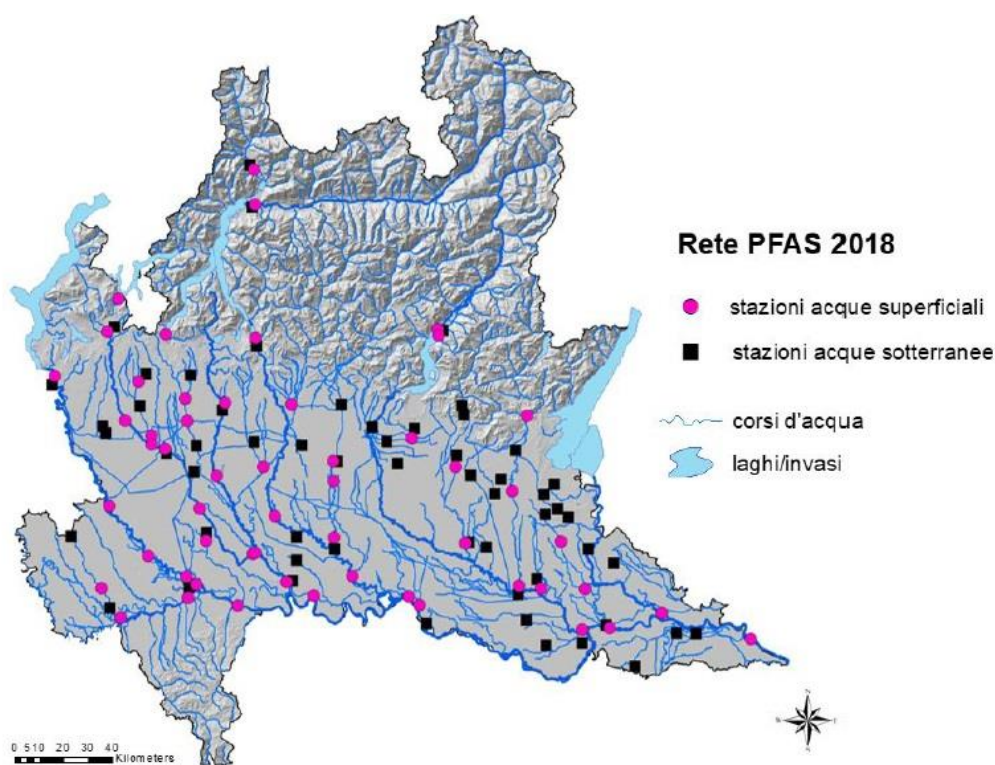 Rete PFAS 2018
stazioni acque superficiali
stazioni acque sotterranee
corsi d'acqua
laghi/invasi
0 5 10 20 30 40
Kilometers